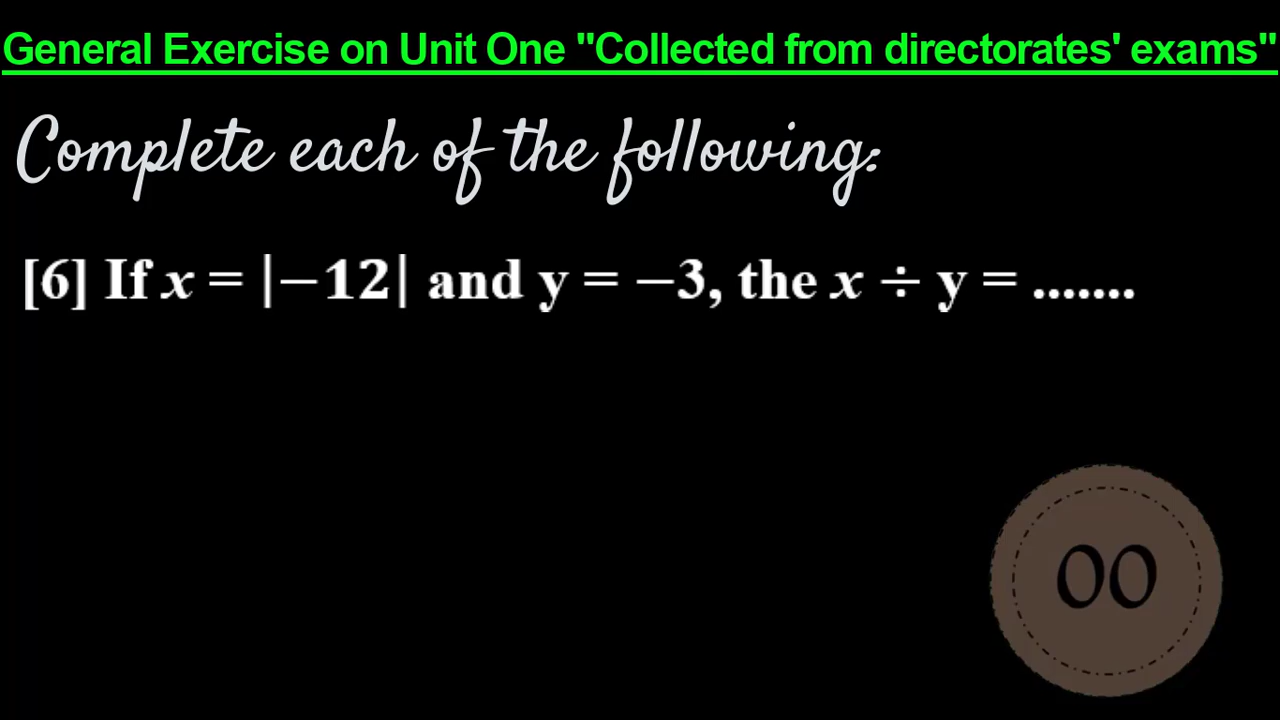 General Exercise on Unit One "Collected from directorates' exams"
Complete each of the following:
[6] If x = |−12| and y = −3, the x ÷ y = .......
00